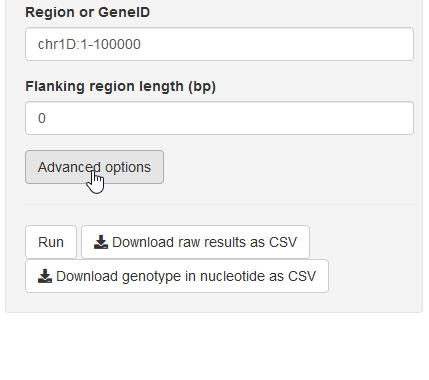 Region or GeneID
chr1D:1-100000
Flanking region length (bp)
0
Advanced options
Run Download raw results as CSV
Download genotype in nucleotide as CSV